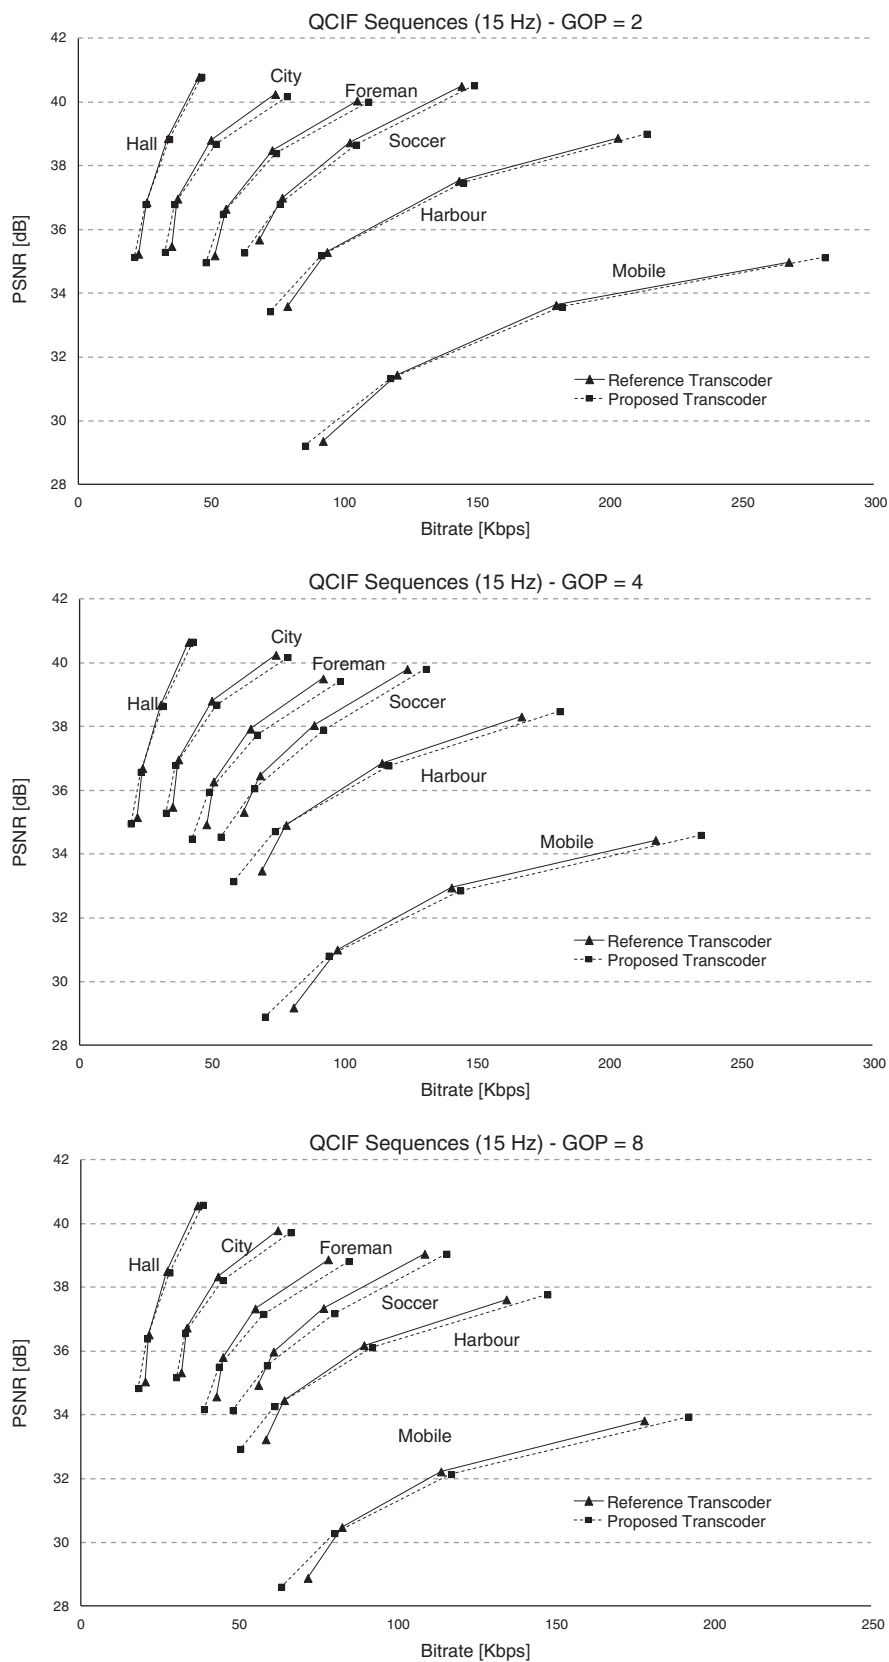 QCIF Sequences (15 Hz) - GOP = 2
42
40
38
36
34
32
30
28
PSNR [dB]
Hall
City
Foreman
Soccer
Harbour
Mobile
Reference Transcoder
Proposed Transcoder
0 50 100 150 200 250 300
Bitrate [Kbps]
QCIF Sequences (15 Hz) - GOP = 4
42
40
38
36
34
32
30
28
PSNR [dB]
Hall
City
Foreman
Soccer
Harbour
Mobile
Reference Transcoder
Proposed Transcoder
0 50 100 150 200 250 300
Bitrate [Kbps]
QCIF Sequences (15 Hz) - GOP = 8
42
40
38
36
34
32
30
28
PSNR [dB]
Hall
City
Foreman
Soccer
Harbour
Mobile
Reference Transcoder
Proposed Transcoder
0 50 100 150 200 250
Bitrate [Kbps]